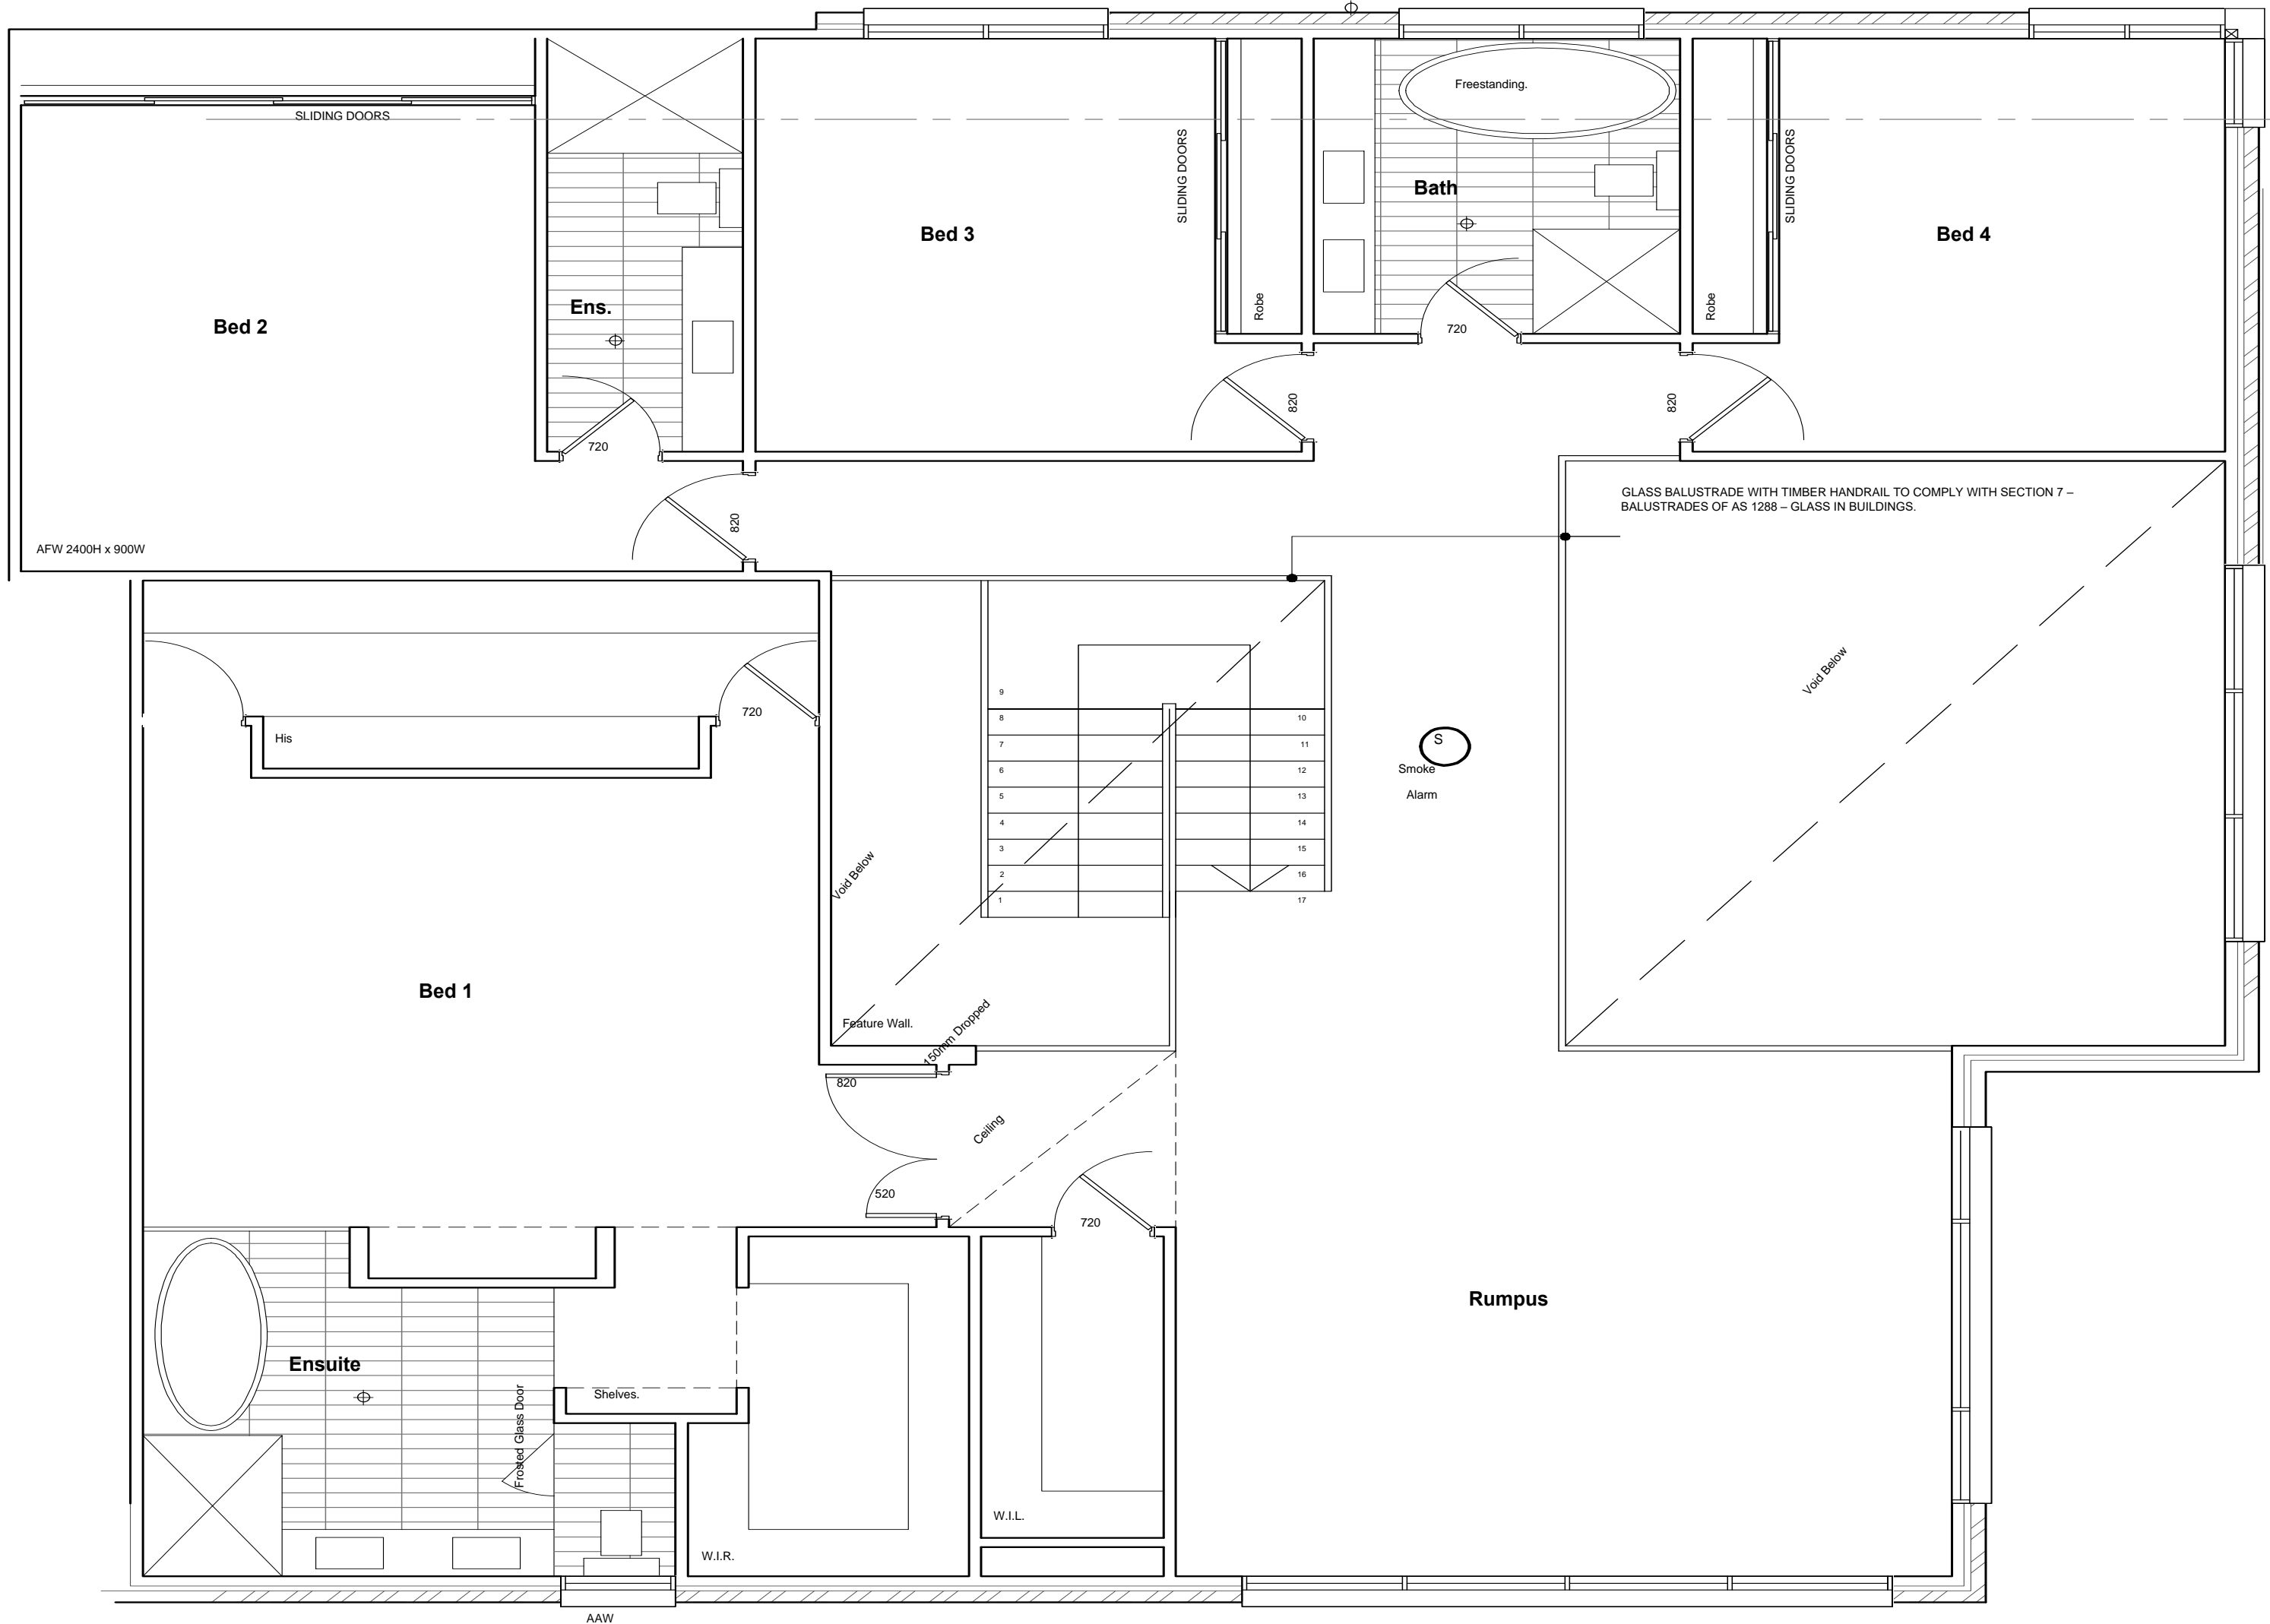 SLIDING DOORS
Freestanding.
SLIDING DOORS
SLIDING DOORS
Bath
Bed 3
Bed 4
Ens.
Robe
Robe
Bed 2
720
820
820
720
GLASS BALUSTRADE WITH TIMBER HANDRAIL TO COMPLY WITH SECTION 7 –
BALUSTRADES OF AS 1288 – GLASS IN BUILDINGS.
820
AFW 2400H x 900W
Void Below
9
720
8
10
His
S
7
11
Smoke
6
12
Alarm
5
13
4
14
3
15
Void Below
2
16
1
17
Bed 1
Feature Wall.
150mm Dropped
820
Ceiling
520
720
Rumpus
Ensuite
Shelves.
Frosted Glass Door
W.I.L.
W.I.R.
AAW